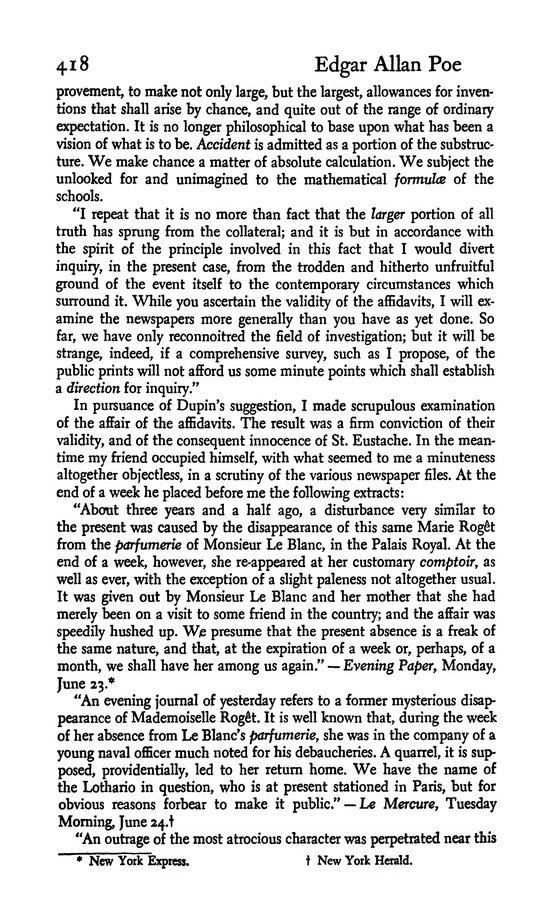 418 Edgar Allan Poe
provement, to make not only large, but the largest, allowances for inven-
tions that shall arise by chance, and quite out of the range of ordinary
expectation. It is no longer philosophical to base upon what has been a
vision of what is to be. Accident is admitted as a portion of the substruc-
ture. We make chance a matter of absolute calculation. We subject the
unlooked for and unimagined to the mathematical formulæ of the
schools.
"I repeat that it is no more than fact that the larger portion of all
truth has sprung from the collateral; and it is but in accordance with
the spirit of the principle involved in this fact that I would divert
inquiry, in the present case, from the trodden and hitherto unfruitful
ground of the event itself to the contemporary circumstances which
surround it. While you ascertain the validity of the affidavits, I will ex-
amine the newspapers more generally than you have as yet done. So
far, we have only reconnoitred the field of investigation; but it will be
strange, indeed, if a comprehensive survey, such as I propose, of the
public prints will not afford us some minute points which shall establish
a direction for inquiry."
In pursuance of Dupin's suggestion, I made scrupulous examination
of the affair of the affidavits. The result was a firm conviction of their
validity, and of the consequent innocence of St. Eustache. In the mean-
time my friend occupied himself, with what seemed to me a minuteness
altogether objectless, in a scrutiny of the various newspaper files. At the
end of a week he placed before me the following extracts:
"About three years and a half ago, a disturbance very similar to
the present was caused by the disappearance of this same Marie Rogêt
from the parfumerie of Monsieur Le Blanc, in the Palais Royal. At the
end of a week, however, she re-appeared at her customary comptoir, as
well as ever, with the exception of a slight paleness not altogether usual.
It was given out by Monsieur Le Blanc and her mother that she had
merely been on a visit to some friend in the country; and the affair was
speedily hushed up. We presume that the present absence is a freak of
the same nature, and that, at the expiration of a week or, perhaps, of a
month, we shall have her among us again." — Evening Paper, Monday,
June 23.*
"An evening journal of yesterday refers to a former mysterious disap-
pearance of Mademoiselle Rogêt. It is well known that, during the week
of her absence from Le Blanc's parfumerie, she was in the company of a
young naval officer much noted for his debaucheries. A quarrel, it is sup-
posed, providentially, led to her return home. We have the name of
the Lothario in question, who is at present stationed in Paris, but for
obvious reasons forbear to make it public." — Le Mercure, Tuesday
Morning, June 24.†
"An outrage of the most atrocious character was perpetrated near this
* New York Express. † New York Herald.